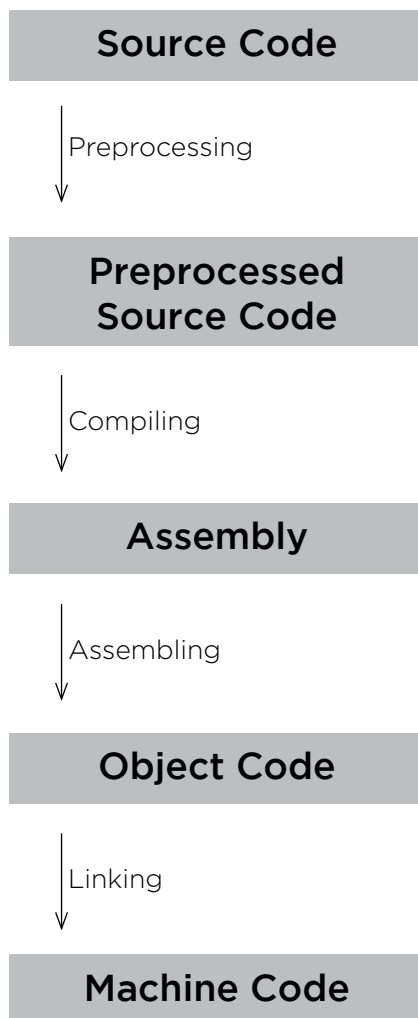 Source Code
Preprocessing
Preprocessed
Source Code
Compiling
Assembly
Assembling
Object Code
Linking
Machine Code